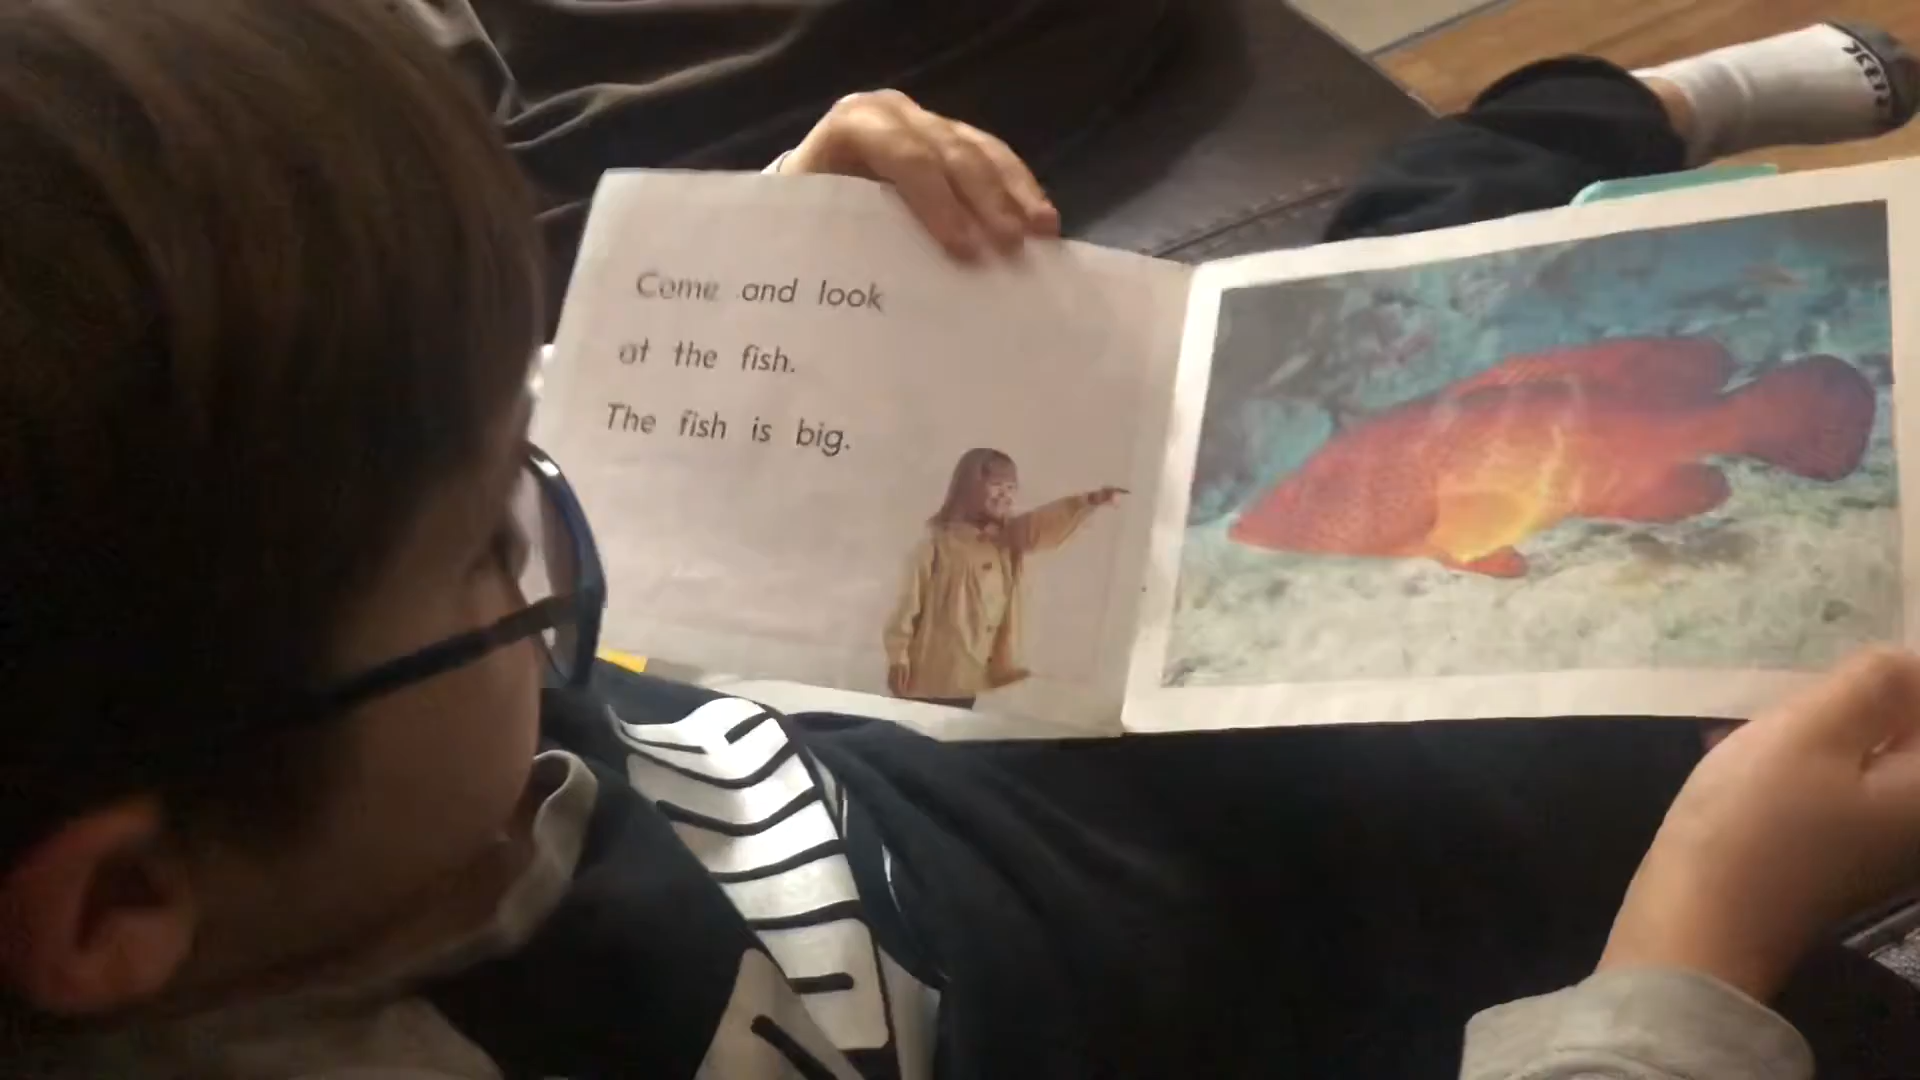 Come and look
at the fish.
The fish is big.